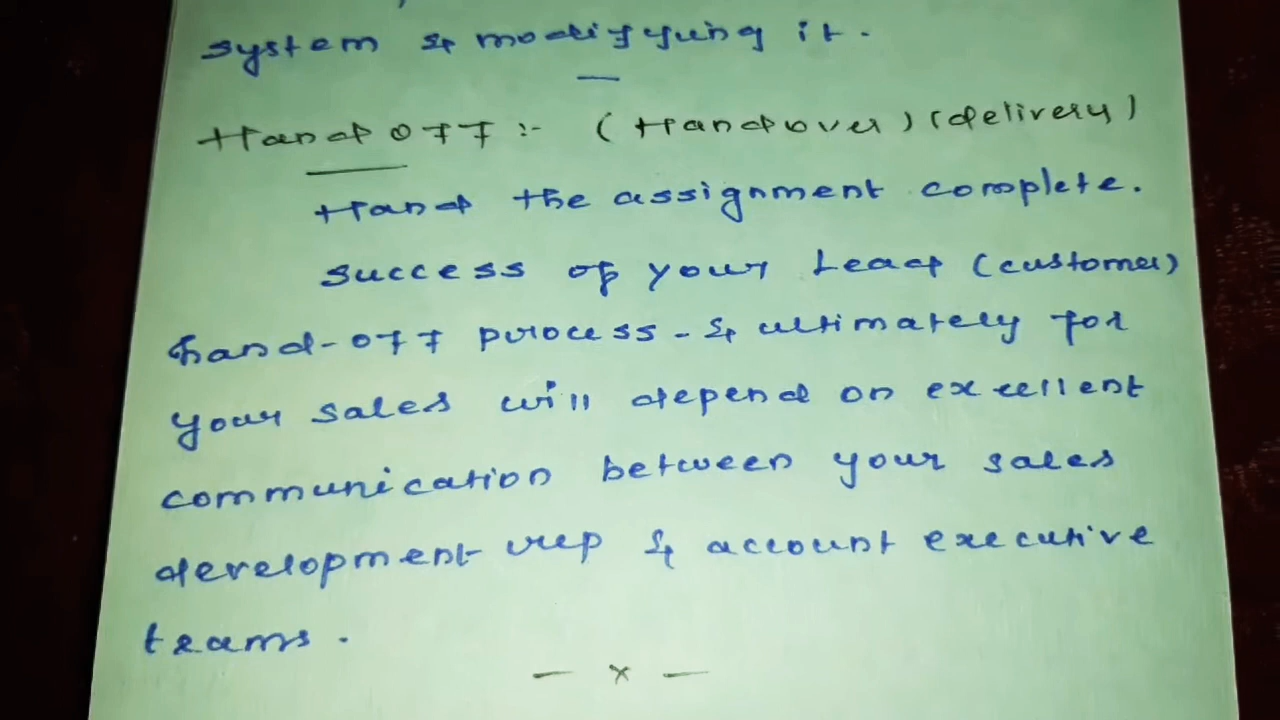 system & modifyung it.
Hand off :- (Handover) (delivery)
Hand the assignment complete.
success of your Lead (customer)
hand-off process - & ultimately for
your sales will depend on excellent
communication between your sales
development rep & account executive
teams.
— x —